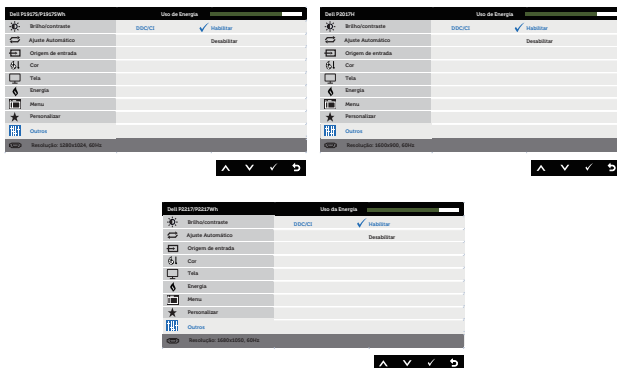 Dell P1917S/P1917SWh Uso de Energia
Brilho/contraste DDC/CI Habilitar
Ajuste Automático Desabilitar
Origem de entrada
Cor
Tela
Energia
Menu
Personalizar
Outros
Resolução: 1280x1024, 60Hz
Dell P2017H Uso de Energia
Brilho/contraste DDC/CI Habilitar
Ajuste Automático Desabilitar
Origem de entrada
Cor
Tela
Energia
Menu
Personalizar
Outros
Resolução: 1600x900, 60Hz
Dell P2217/P2217Wh Uso da Energia
Brilho/contraste DDC/CI Habilitar
Ajuste Automático Desabilitar
Origem de entrada
Cor
Tela
Energia
Menu
Personalizar
Outros
Resolução: 1680x1050, 60Hz